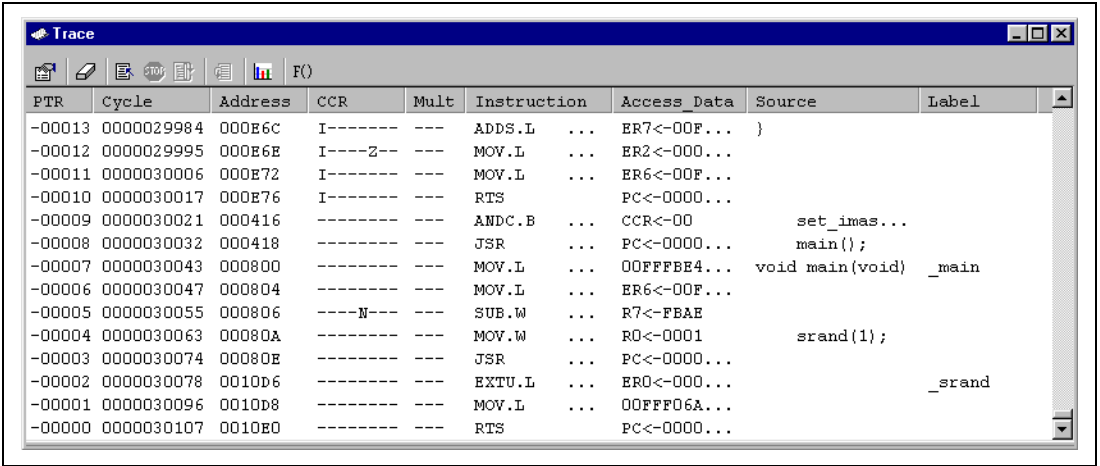 Trace
STOP F()
PTR Cycle Address CCR Mult Instruction Access_Data Source Label
-00013 0000029984 000E6C I------- --- ADDS.L ... ER7<-00F... }
-00012 0000029995 000E6E I----Z-- --- MOV.L ... ER2<-000...
-00011 0000030006 000E72 I------- --- MOV.L ... ER6<-00F...
-00010 0000030017 000E76 I------- --- RTS PC<-0000...
-00009 0000030021 000416 -------- --- ANDC.B ... CCR<-00 set_imas...
-00008 0000030032 000418 -------- --- JSR ... PC<-0000... main();
-00007 0000030043 000800 -------- --- MOV.L ... 00FFFBE4... void main(void) _main
-00006 0000030047 000804 -------- --- MOV.L ... ER6<-00F...
-00005 0000030055 000806 ----N--- --- SUB.W ... R7<-FBAE
-00004 0000030063 00080A -------- --- MOV.W ... R0<-0001 srand(1);
-00003 0000030074 00080E -------- --- JSR ... PC<-0000...
-00002 0000030078 0010D6 -------- --- EXTU.L ... ER0<-000... _srand
-00001 0000030096 0010D8 -------- --- MOV.L ... 00FFF06A...
-00000 0000030107 0010E0 -------- --- RTS PC<-0000...